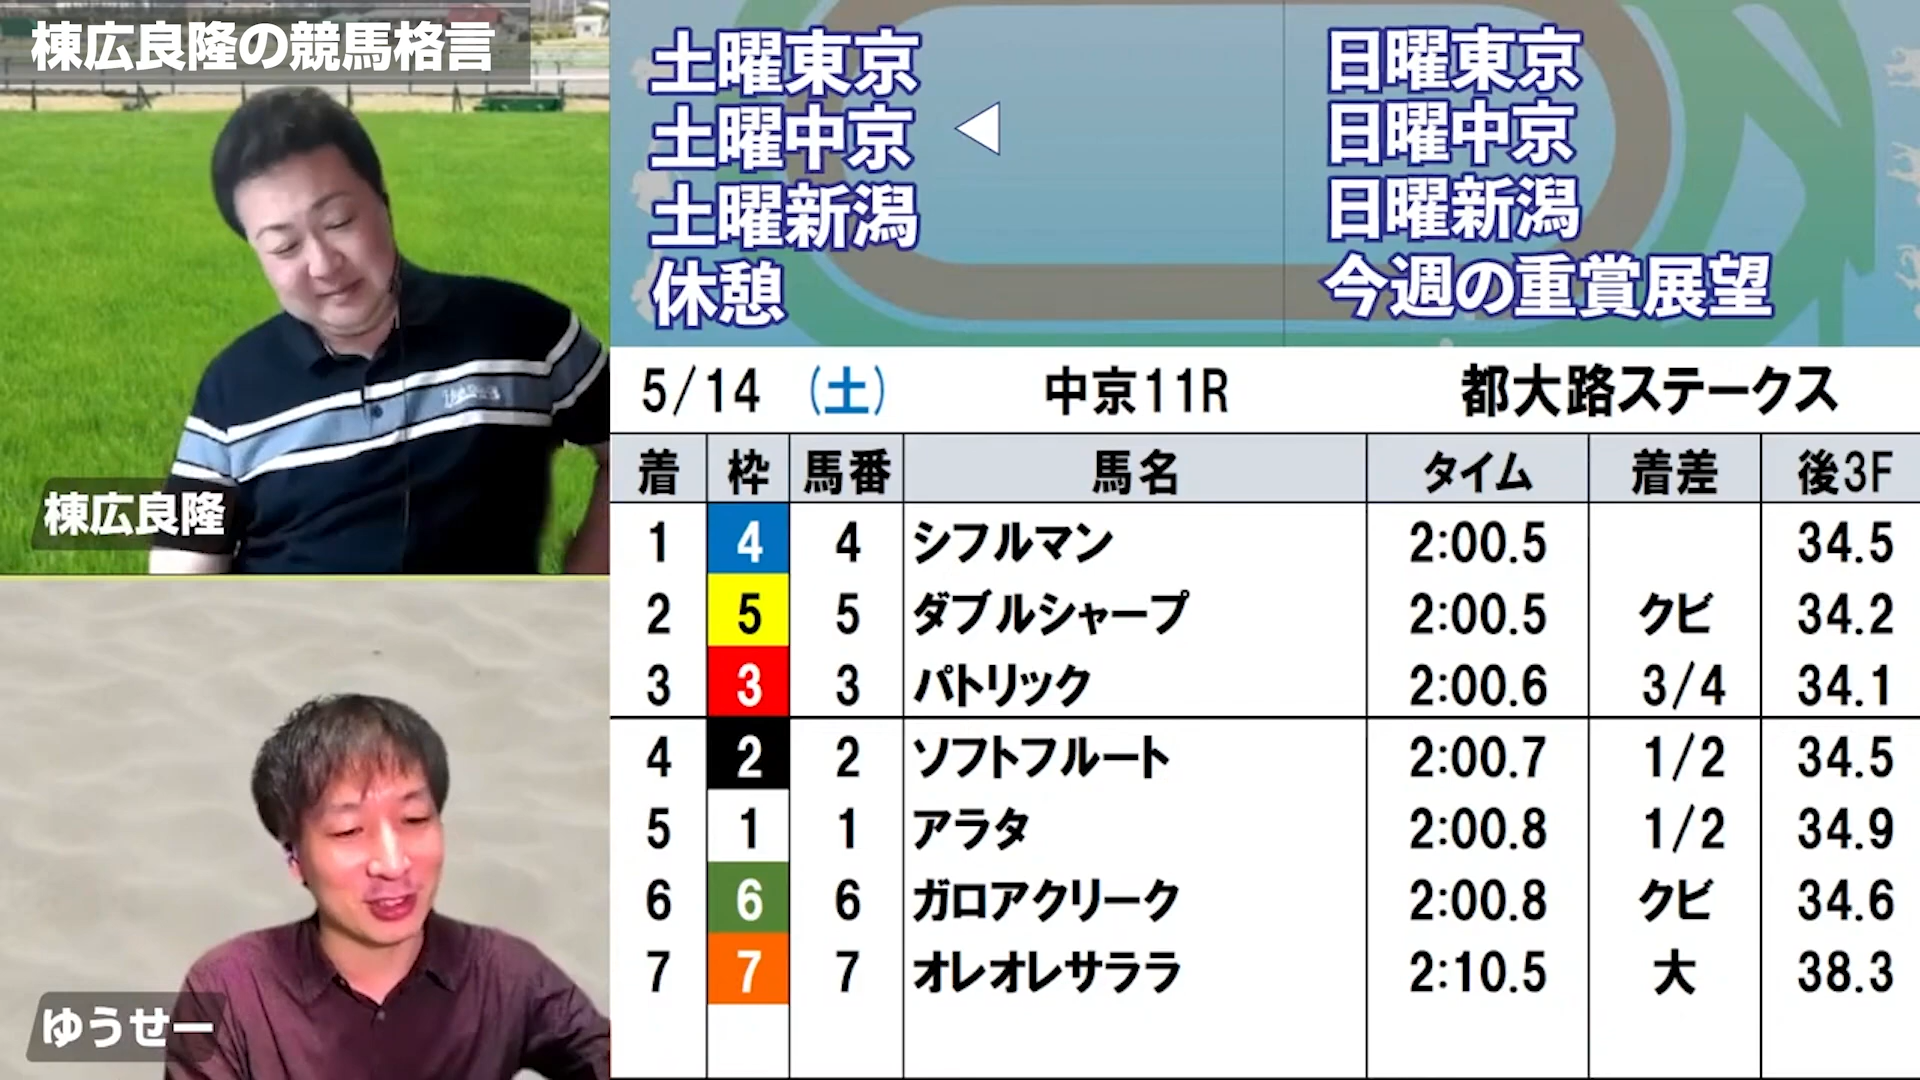 棟広良隆の競馬格言
棟広良隆
ゆうせー
土曜東京
土曜中京
土曜新潟
休憩
日曜東京
日曜中京
日曜新潟
今週の重賞展望
5/14 (土) 中京11R 都大路ステークス
着 枠 馬番 馬名 タイム 着差 後3F
1 4 4 シフルマン 2:00.5 34.5
2 5 5 ダブルシャープ 2:00.5 クビ 34.2
3 3 3 パトリック 2:00.6 3/4 34.1
4 2 2 ソフトフルート 2:00.7 1/2 34.5
5 1 1 アラタ 2:00.8 1/2 34.9
6 6 6 ガロアクリーク 2:00.8 クビ 34.6
7 7 7 オレオレサララ 2:10.5 大 38.3